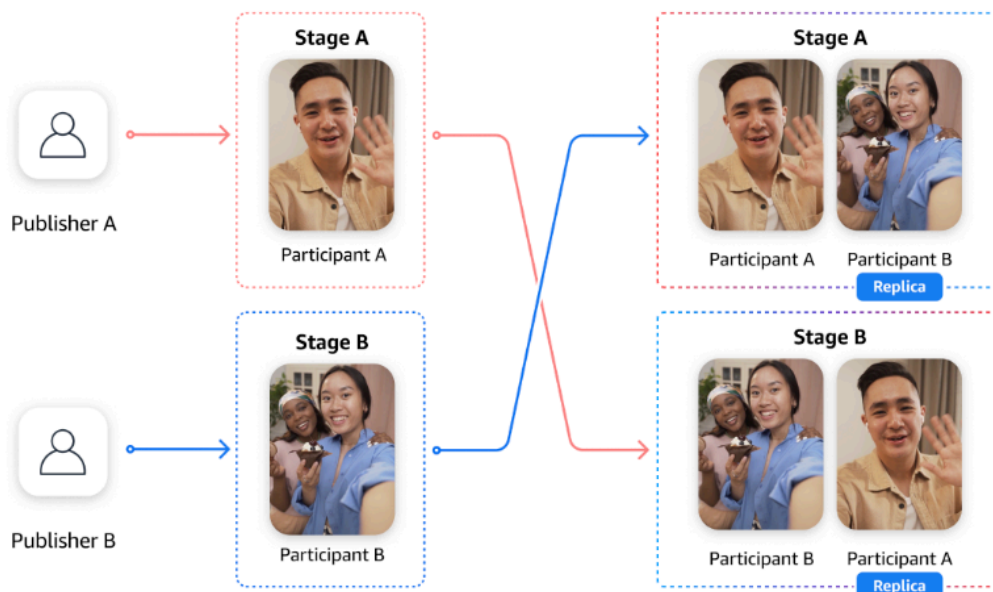 Stage A
Participant A
Publisher A
Stage B
Participant B
Publisher B
Stage A
Participant A Participant B
Replica
Stage B
Participant B Participant A
Replica